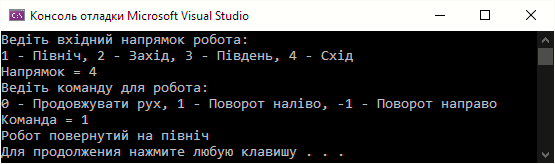 Консоль отладки Microsoft Visual Studio
Ведіть вхідний напрямок робота:
1 - Північ, 2 - Захід, 3 - Південь, 4 - Схід
Напрямок = 4
Ведіть команду для робота:
0 - Продовжувати рух, 1 - Поворот наліво, -1 - Поворот направо
Команда = 1
Робот повернутий на північ
Для продолжения нажмите любую клавишу . . .